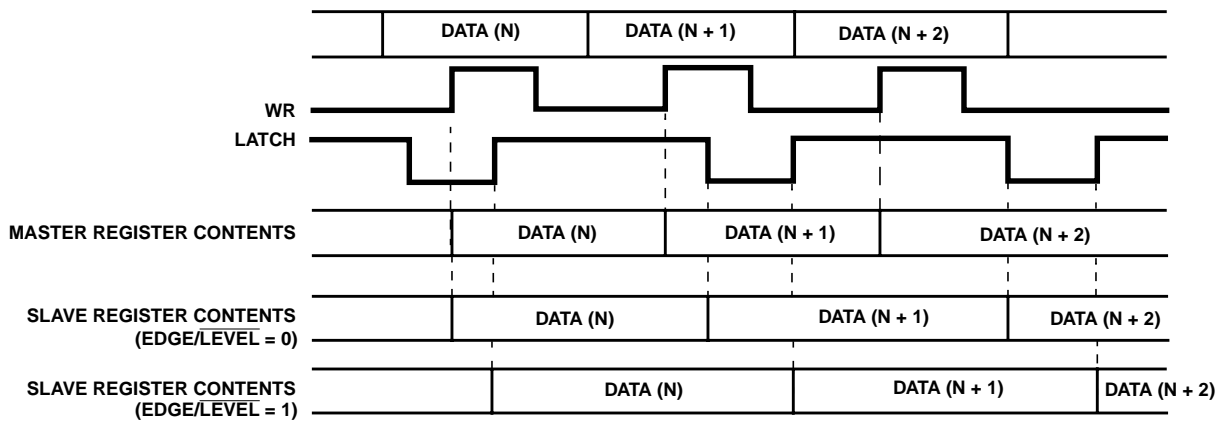 DATA (N) DATA (N + 1) DATA (N + 2)
WR
LATCH
MASTER REGISTER CONTENTS DATA (N) DATA (N + 1) DATA (N + 2)
SLAVE REGISTER CONTENTS
(EDGE/LEVEL = 0) DATA (N) DATA (N + 1) DATA (N + 2)
SLAVE REGISTER CONTENTS
(EDGE/LEVEL = 1) DATA (N) DATA (N + 1) DATA (N + 2)